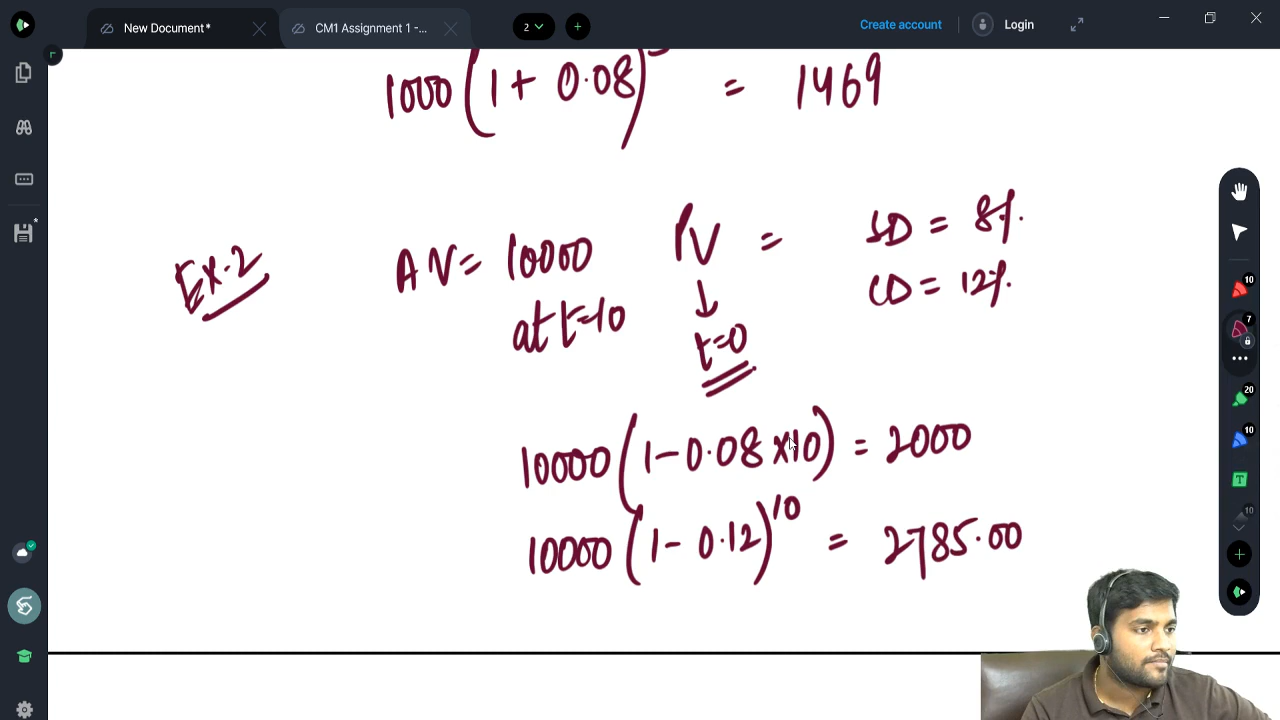 New Document*
CM1 Assignment 1 -...
2
Create account
Login
1000(1 + 0.08) = 1469
Ex.2
AV = 10000
at t=10
PV =
↓
t=0
SD = 8%.
CD = 12%.
10000(1 - 0.08 × 10) = 2000
10000(1 - 0.12)^10 = 2785.00
10
7
20
10
T
10